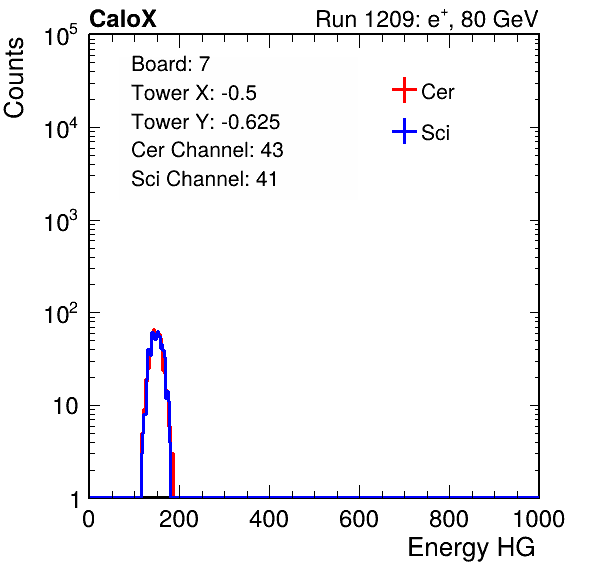 CaloX Run 1209: e⁺, 80 GeV
Counts
Board: 7
Tower X: -0.5
Tower Y: -0.625
Cer Channel: 43
Sci Channel: 41
Cer
Sci
10⁵
10⁴
10³
10²
10
1
0 200 400 600 800 1000
Energy HG